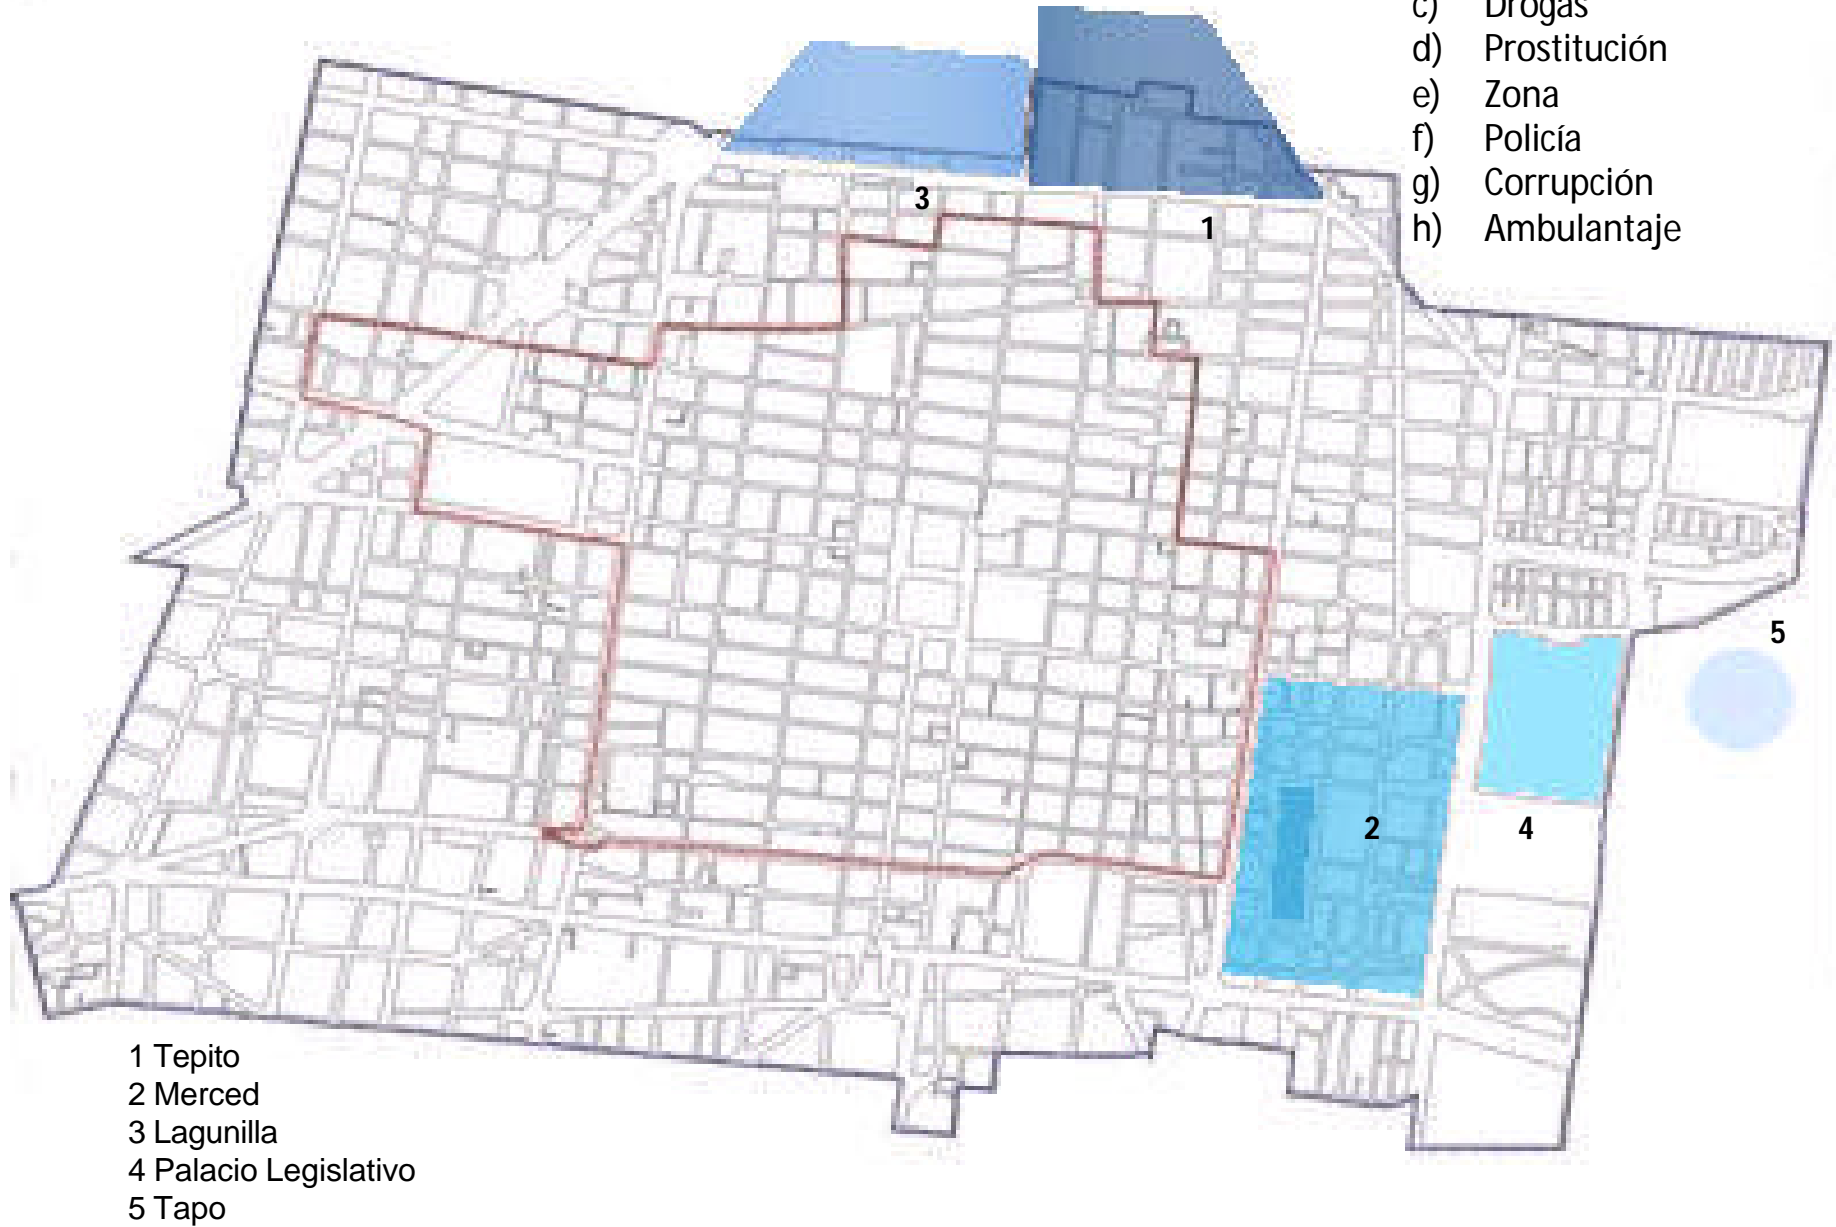 c) Drogas
d) Prostitución
e) Zona
f) Policía
g) Corrupción
h) Ambulantaje
3
1
5
2
4
1 Tepito
2 Merced
3 Lagunilla
4 Palacio Legislativo
5 Tapo